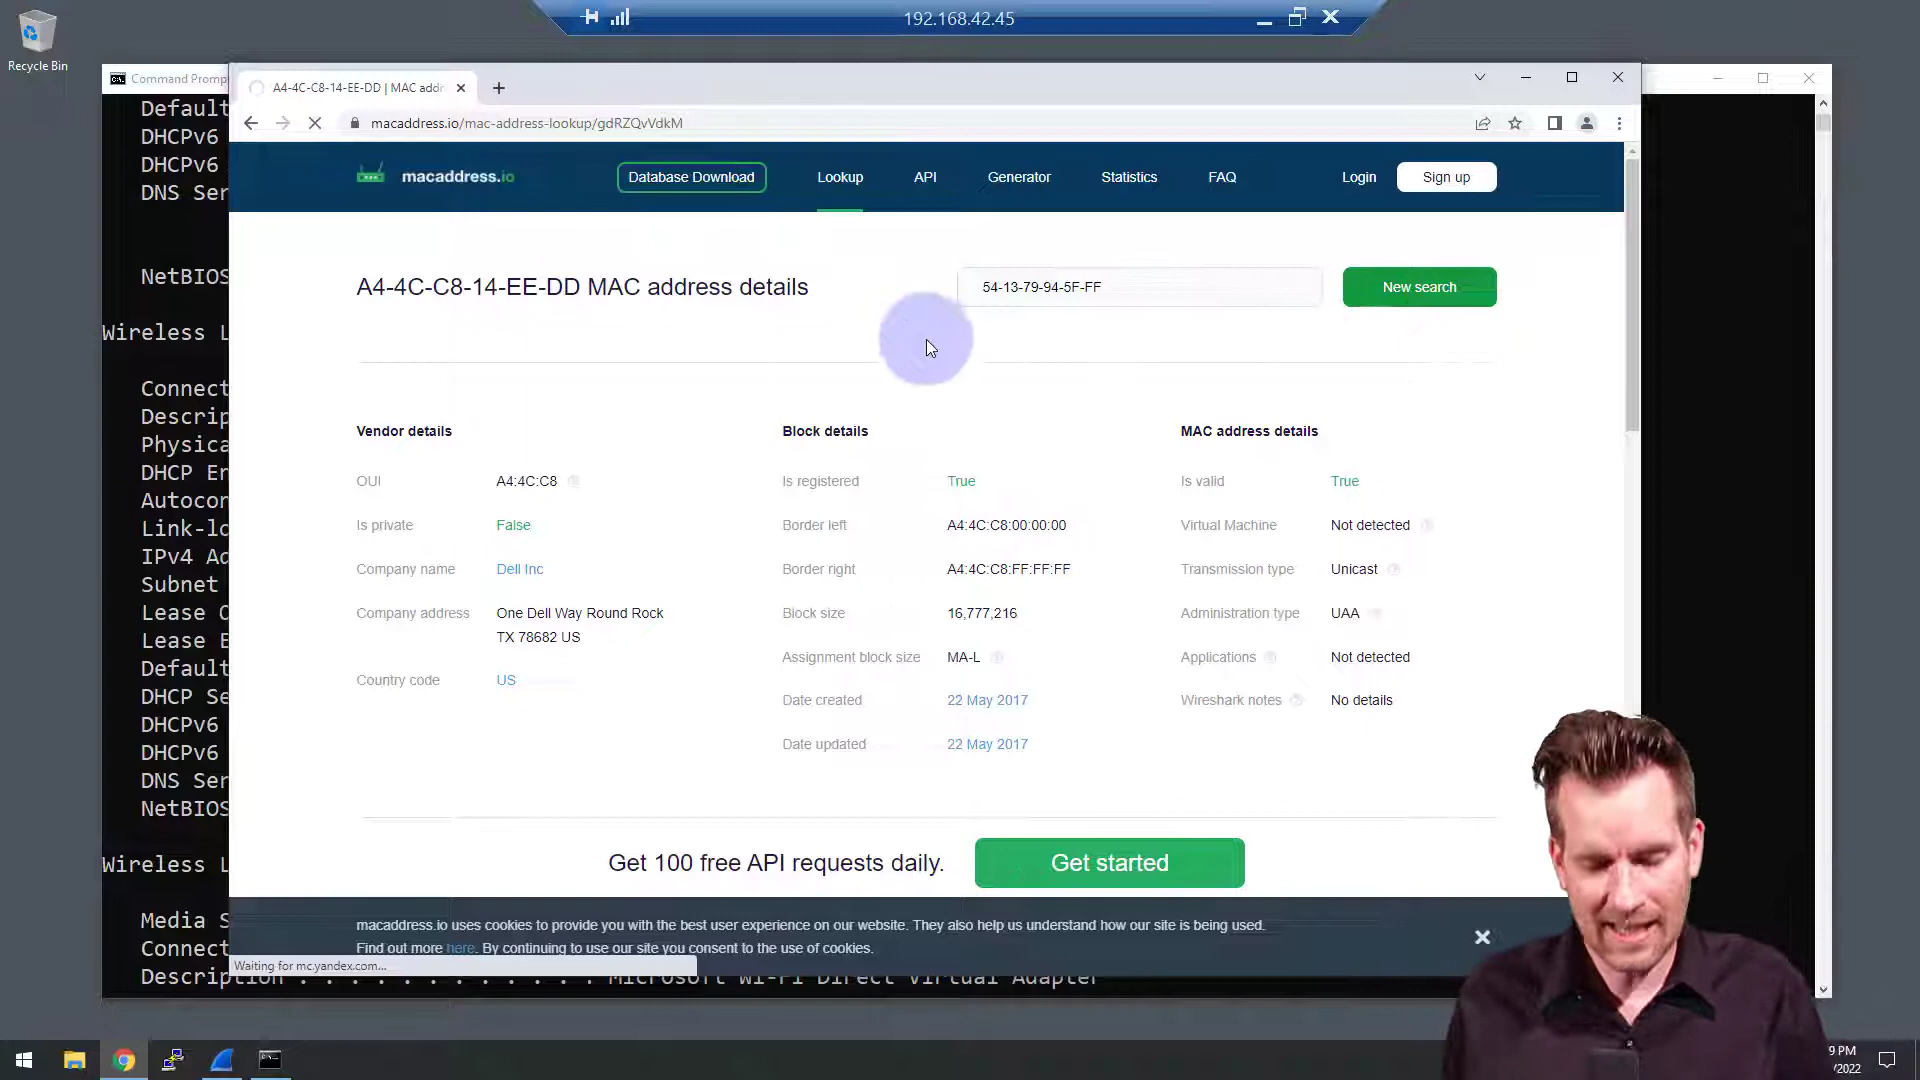 192.168.42.45
Recycle Bin
Command Promp
A4-4C-C8-14-EE-DD | MAC addr
macaddress.io/mac-address-lookup/gdRZQvVdkM
macaddress.io
Database Download
Lookup
API
Generator
Statistics
FAQ
Login
Sign up
A4-4C-C8-14-EE-DD MAC address details
54-13-79-94-5F-FF
New search
Vendor details
OUI A4:4C:C8
Is private False
Company name Dell Inc
Company address One Dell Way Round Rock
TX 78682 US
Country code US
Block details
Is registered True
Border left A4:4C:C8:00:00:00
Border right A4:4C:C8:FF:FF:FF
Block size 16,777,216
Assignment block size MA-L
Date created 22 May 2017
Date updated 22 May 2017
MAC address details
Is valid True
Virtual Machine Not detected
Transmission type Unicast
Administration type UAA
Applications Not detected
Wireshark notes No details
Get 100 free API requests daily.
Get started
macaddress.io uses cookies to provide you with the best user experience on our website. They also help us understand how our site is being used.
Find out more here. By continuing to use our site you consent to the use of cookies.
Waiting for mc.yandex.com...
Default
DHCPv6
DHCPv6
DNS Ser
NetBIOS
Wireless L
Connect
Descrip
Physica
DHCP En
Autocon
Link-lo
IPv4 Ad
Subnet
Lease O
Lease E
Default
DHCP Se
DHCPv6
DHCPv6
DNS Ser
NetBIOS
Wireless L
Media S
Connect
Description . . . . . . . . . . . : Microsoft Wi-Fi Direct Virtual Adapter
9 PM
/2022